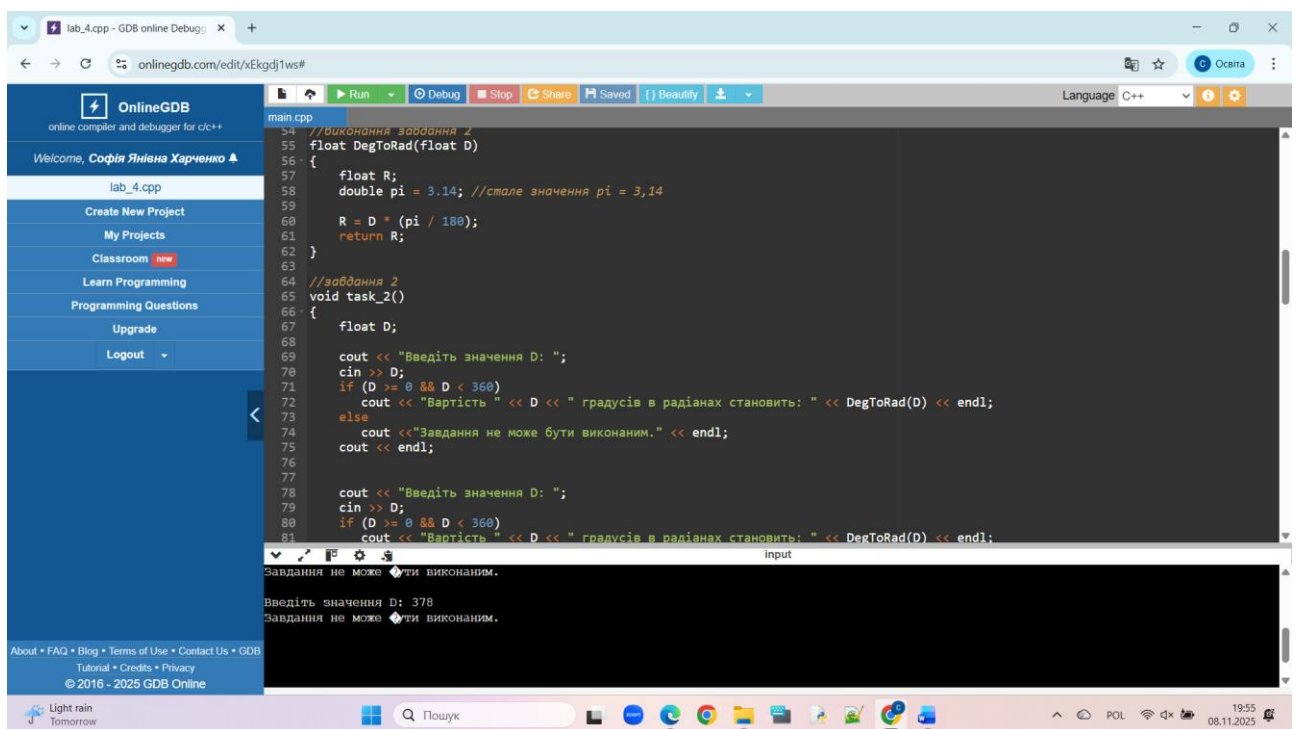 lab_4.cpp - GDB online Debugg
onlinegdb.com/edit/xEkgdj1ws#
Освіта
OnlineGDB
online compiler and debugger for c/c++
Welcome, Софія Янівна Харченко
lab_4.cpp
Create New Project
My Projects
Classroom new
Learn Programming
Programming Questions
Upgrade
Logout
About • FAQ • Blog • Terms of Use • Contact Us • GDB
Tutorial • Credits • Privacy
© 2016 - 2025 GDB Online
Run Debug Stop Share Saved {} Beautify
Language C++
main.cpp
54 //виконання завдання 2
55 float DegToRad(float D)
56 {
57 float R;
58 double pi = 3.14; //стале значення pi = 3,14
59
60 R = D * (pi / 180);
61 return R;
62 }
63
64 //завдання 2
65 void task_2()
66 {
67 float D;
68
69 cout << "Введіть значення D: ";
70 cin >> D;
71 if (D >= 0 && D < 360)
72 cout << "Вартість " << D << " градусів в радіанах становить: " << DegToRad(D) << endl;
73 else
74 cout <<"Завдання не може бути виконаним." << endl;
75 cout << endl;
76
77
78 cout << "Введіть значення D: ";
79 cin >> D;
80 if (D >= 0 && D < 360)
81 cout << "Вартість " << D << " градусів в радіанах становить: " << DegToRad(D) << endl;
input
Завдання не може �ути виконаним.
Введіть значення D: 378
Завдання не може �ути виконаним.
Light rain
Tomorrow
Пошук
POL
19:55
08.11.2025